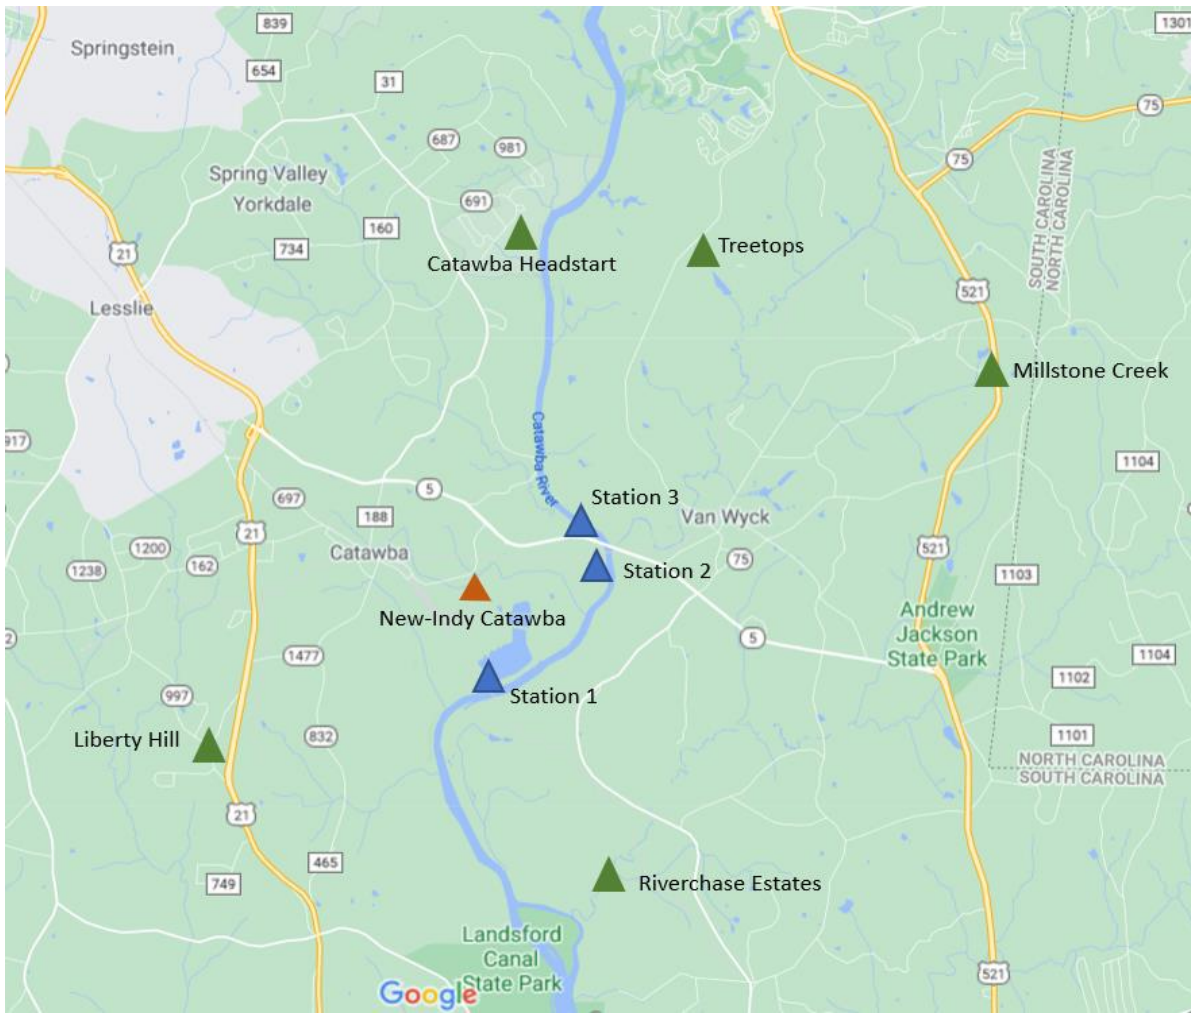 839
1301
Springstein
654
31
75
687
981
75
Spring Valley
Yorkdale
691
160
734
21
Catawba Headstart
Treetops
SOUTH CAROLINA
NORTH CAROLINA
521
Lesslie
Millstone Creek
917
Catawba River
1104
5
697
Station 3
188
Van Wyck
21
1200
Catawba
162
1238
Station 2
75
521
1103
New-Indy Catawba
Andrew
Jackson
State Park
2
5
1477
1104
1102
997
Station 1
Liberty Hill
832
1101
NORTH CAROLINA
SOUTH CAROLINA
21
465
749
Riverchase Estates
Landsford
Canal
State Park
Google
521